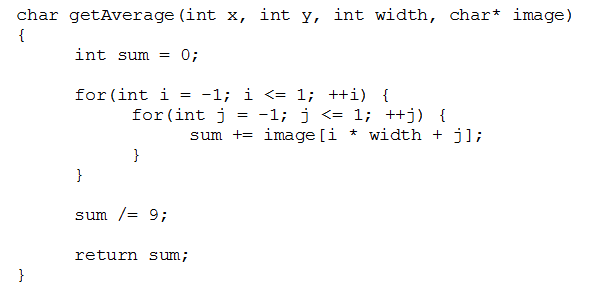 char getAverage(int x, int y, int width, char* image)
{
int sum = 0;
for(int i = -1; i <= 1; ++i) {
for(int j = -1; j <= 1; ++j) {
sum += image[i * width + j];
}
}
sum /= 9;
return sum;
}